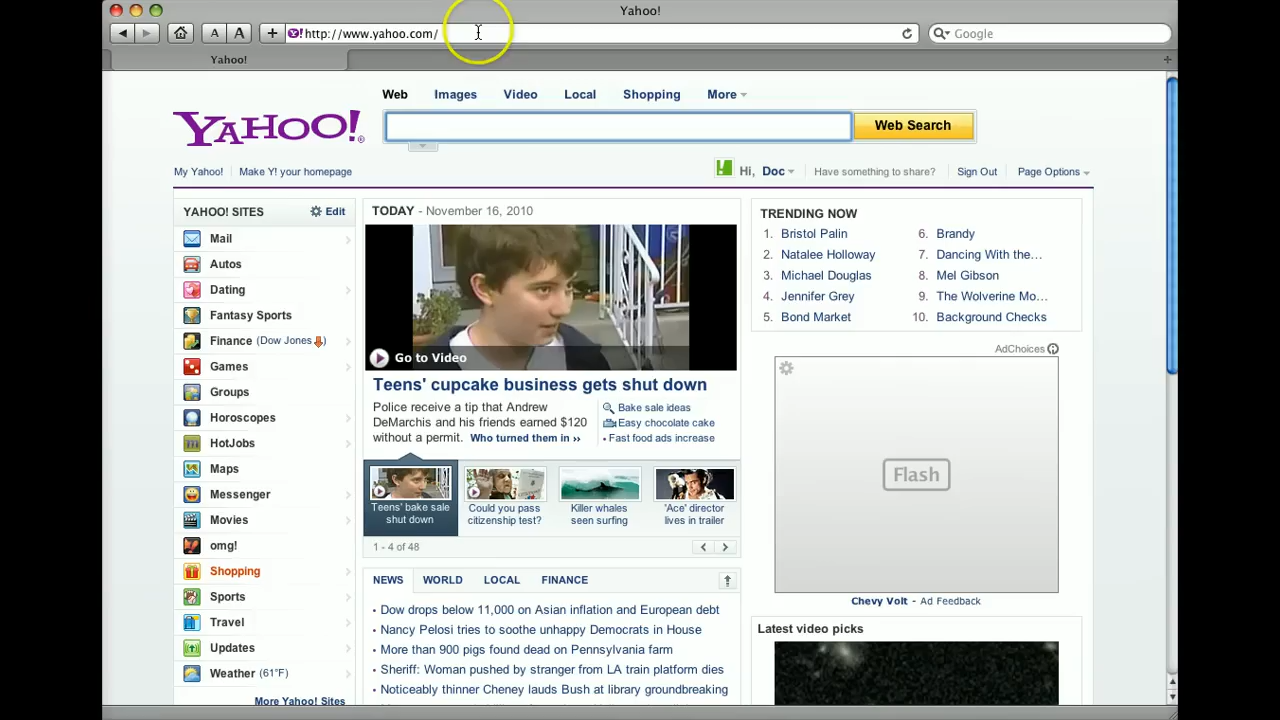 Yahoo!
http://www.yahoo.com/
Google
Yahoo!
Web Images Video Local Shopping More
YAHOO!
Web Search
My Yahoo! Make Y! your homepage
Hi, Doc Have something to share? Sign Out Page Options
YAHOO! SITES Edit
Mail
Autos
Dating
Fantasy Sports
Finance (Dow Jones )
Games
Groups
Horoscopes
HotJobs
Maps
Messenger
Movies
omg!
Shopping
Sports
Travel
Updates
Weather (61°F)
More Yahoo! Sites
TODAY - November 16, 2010
Go to Video
Teens' cupcake business gets shut down
Police receive a tip that Andrew
DeMarchis and his friends earned $120
without a permit. Who turned them in ››
Bake sale ideas
Easy chocolate cake
• Fast food ads increase
Teens' bake sale
shut down
Could you pass
citizenship test?
Killer whales
seen surfing
'Ace' director
lives in trailer
1 - 4 of 48
NEWS WORLD LOCAL FINANCE
• Dow drops below 11,000 on Asian inflation and European debt
• Nancy Pelosi tries to soothe unhappy Democrats in House
• More than 900 pigs found dead on Pennsylvania farm
• Sheriff: Woman pushed by stranger from LA train platform dies
• Noticeably thinner Cheney lauds Bush at library groundbreaking
TRENDING NOW
1. Bristol Palin
2. Natalee Holloway
3. Michael Douglas
4. Jennifer Grey
5. Bond Market
6. Brandy
7. Dancing With the...
8. Mel Gibson
9. The Wolverine Mo...
10. Background Checks
AdChoices
Flash
Chevy Volt - Ad Feedback
Latest video picks